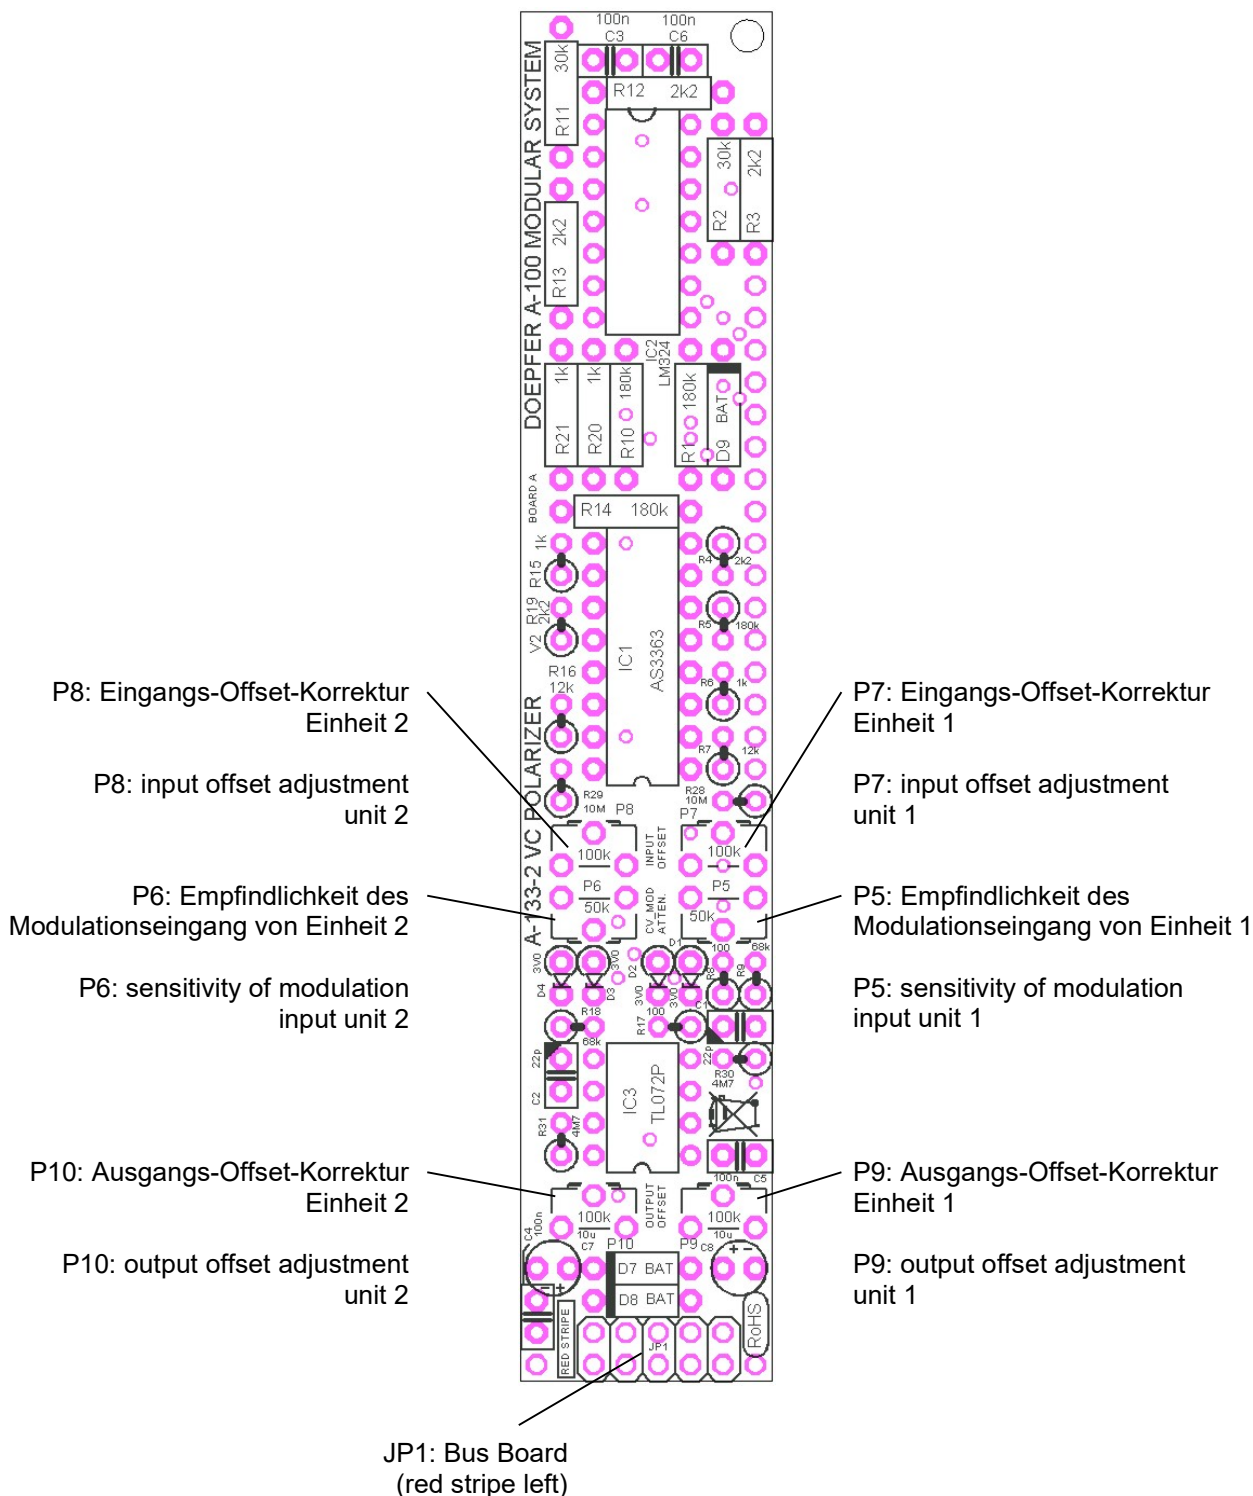 100n 100n
C3 C6
30k
R11
R12 2k2
30k
R2
2k2
R3
2k2
R13
DOEPFER A-100 MODULAR SYSTEM
IC2
LM324
1k
R21
1k
R20
180k
R10
180k
R1
BAT
D9
BOARD A
R14 180k
1k
R15
R4 2k2
R19
2k2
V2
R5 180k
IC1
AS3363
R16
12k
R6 1k
R7 12k
A-133-2 VC POLARIZER
R29
10M
R28
10M
P8
P7
100k
INPUT
OFFSET
100k
P6
50k
CV_MOD
ATTEN.
P5
50k
3V0
D4
3V0
D3
D2
3V0
D1
3V0
100
R8
68k
R9
R18
68k
R17
100
22p
C2
22p
R30
4M7
IC3
TL072P
R31
4M7
100n C5
OUTPUT
OFFSET
100k
10u
C7
P10
100k
10u
P9
C8
C4
100n
D7 BAT
D8 BAT
− +
+ −
RED STRIPE
JP1
RoHS
P8: Eingangs-Offset-Korrektur
Einheit 2
P8: input offset adjustment
unit 2
P6: Empfindlichkeit des
Modulationseingang von Einheit 2
P6: sensitivity of modulation
input unit 2
P10: Ausgangs-Offset-Korrektur
Einheit 2
P10: output offset adjustment
unit 2
P7: Eingangs-Offset-Korrektur
Einheit 1
P7: input offset adjustment
unit 1
P5: Empfindlichkeit des
Modulationseingang von Einheit 1
P5: sensitivity of modulation
input unit 1
P9: Ausgangs-Offset-Korrektur
Einheit 1
P9: output offset adjustment
unit 1
JP1: Bus Board
(red stripe left)